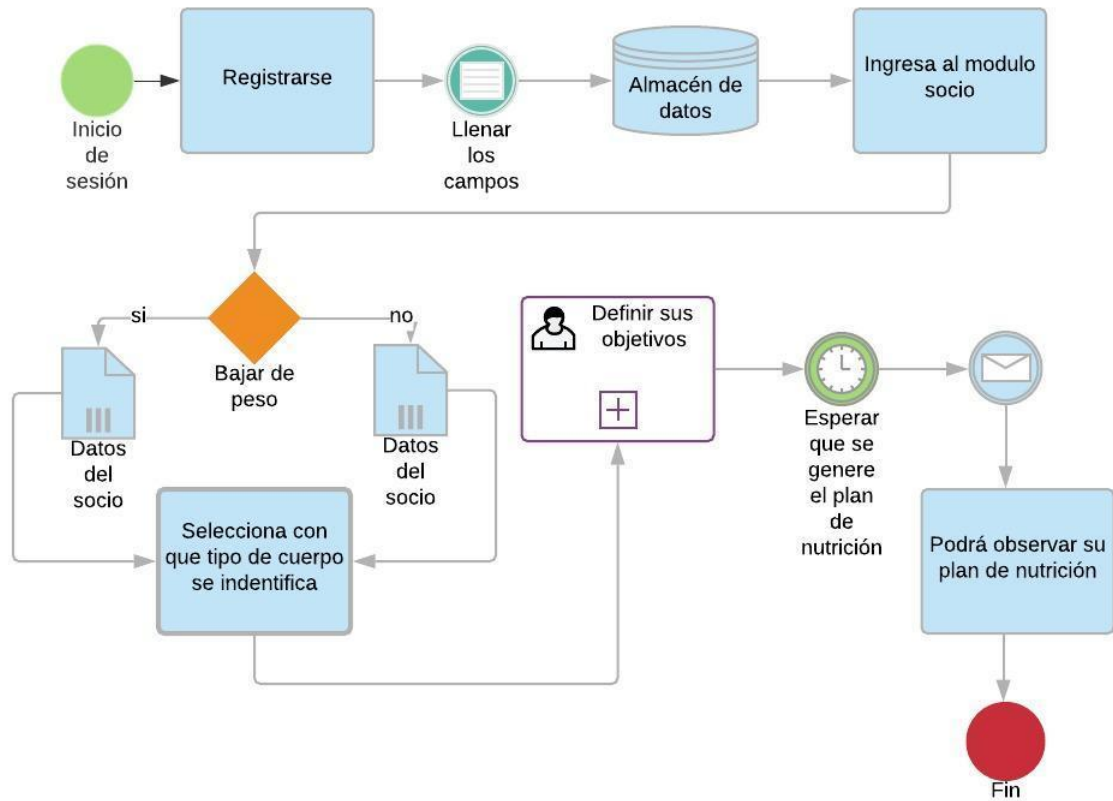 Registrarse
Inicio
de
sesión
Llenar
los
campos
Almacén de
datos
Ingresa al modulo
socio
si
no
Bajar de
peso
Datos
del
socio
Datos
del
socio
Selecciona con
que tipo de cuerpo
se indentifica
Definir sus
objetivos
Esperar
que se
genere
el plan
de
nutrición
Podrá observar su
plan de nutrición
Fin